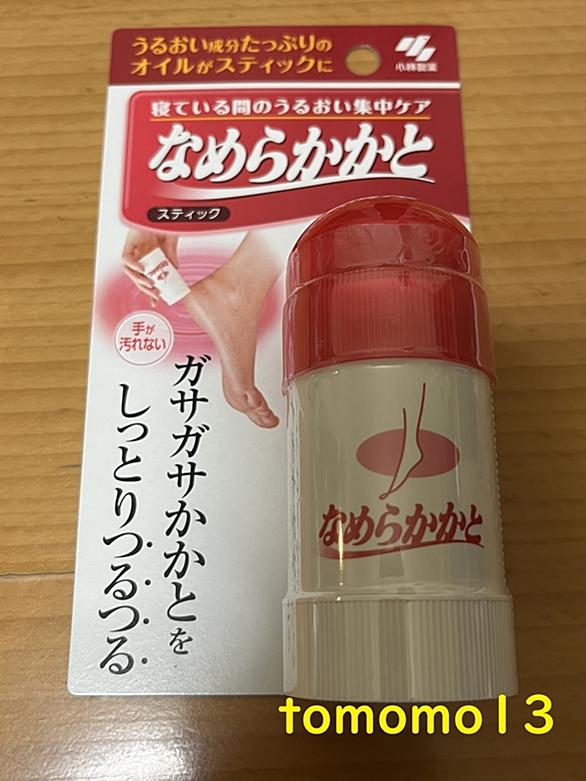 うるおい成分たっぷりの
オイルがスティックに
小林製薬
寝ている間のうるおい集中ケア
なめらかかと
スティック
手が
汚れない
ガサガサかかとを
しっとりつるつる
なめらかかと
tomomo13